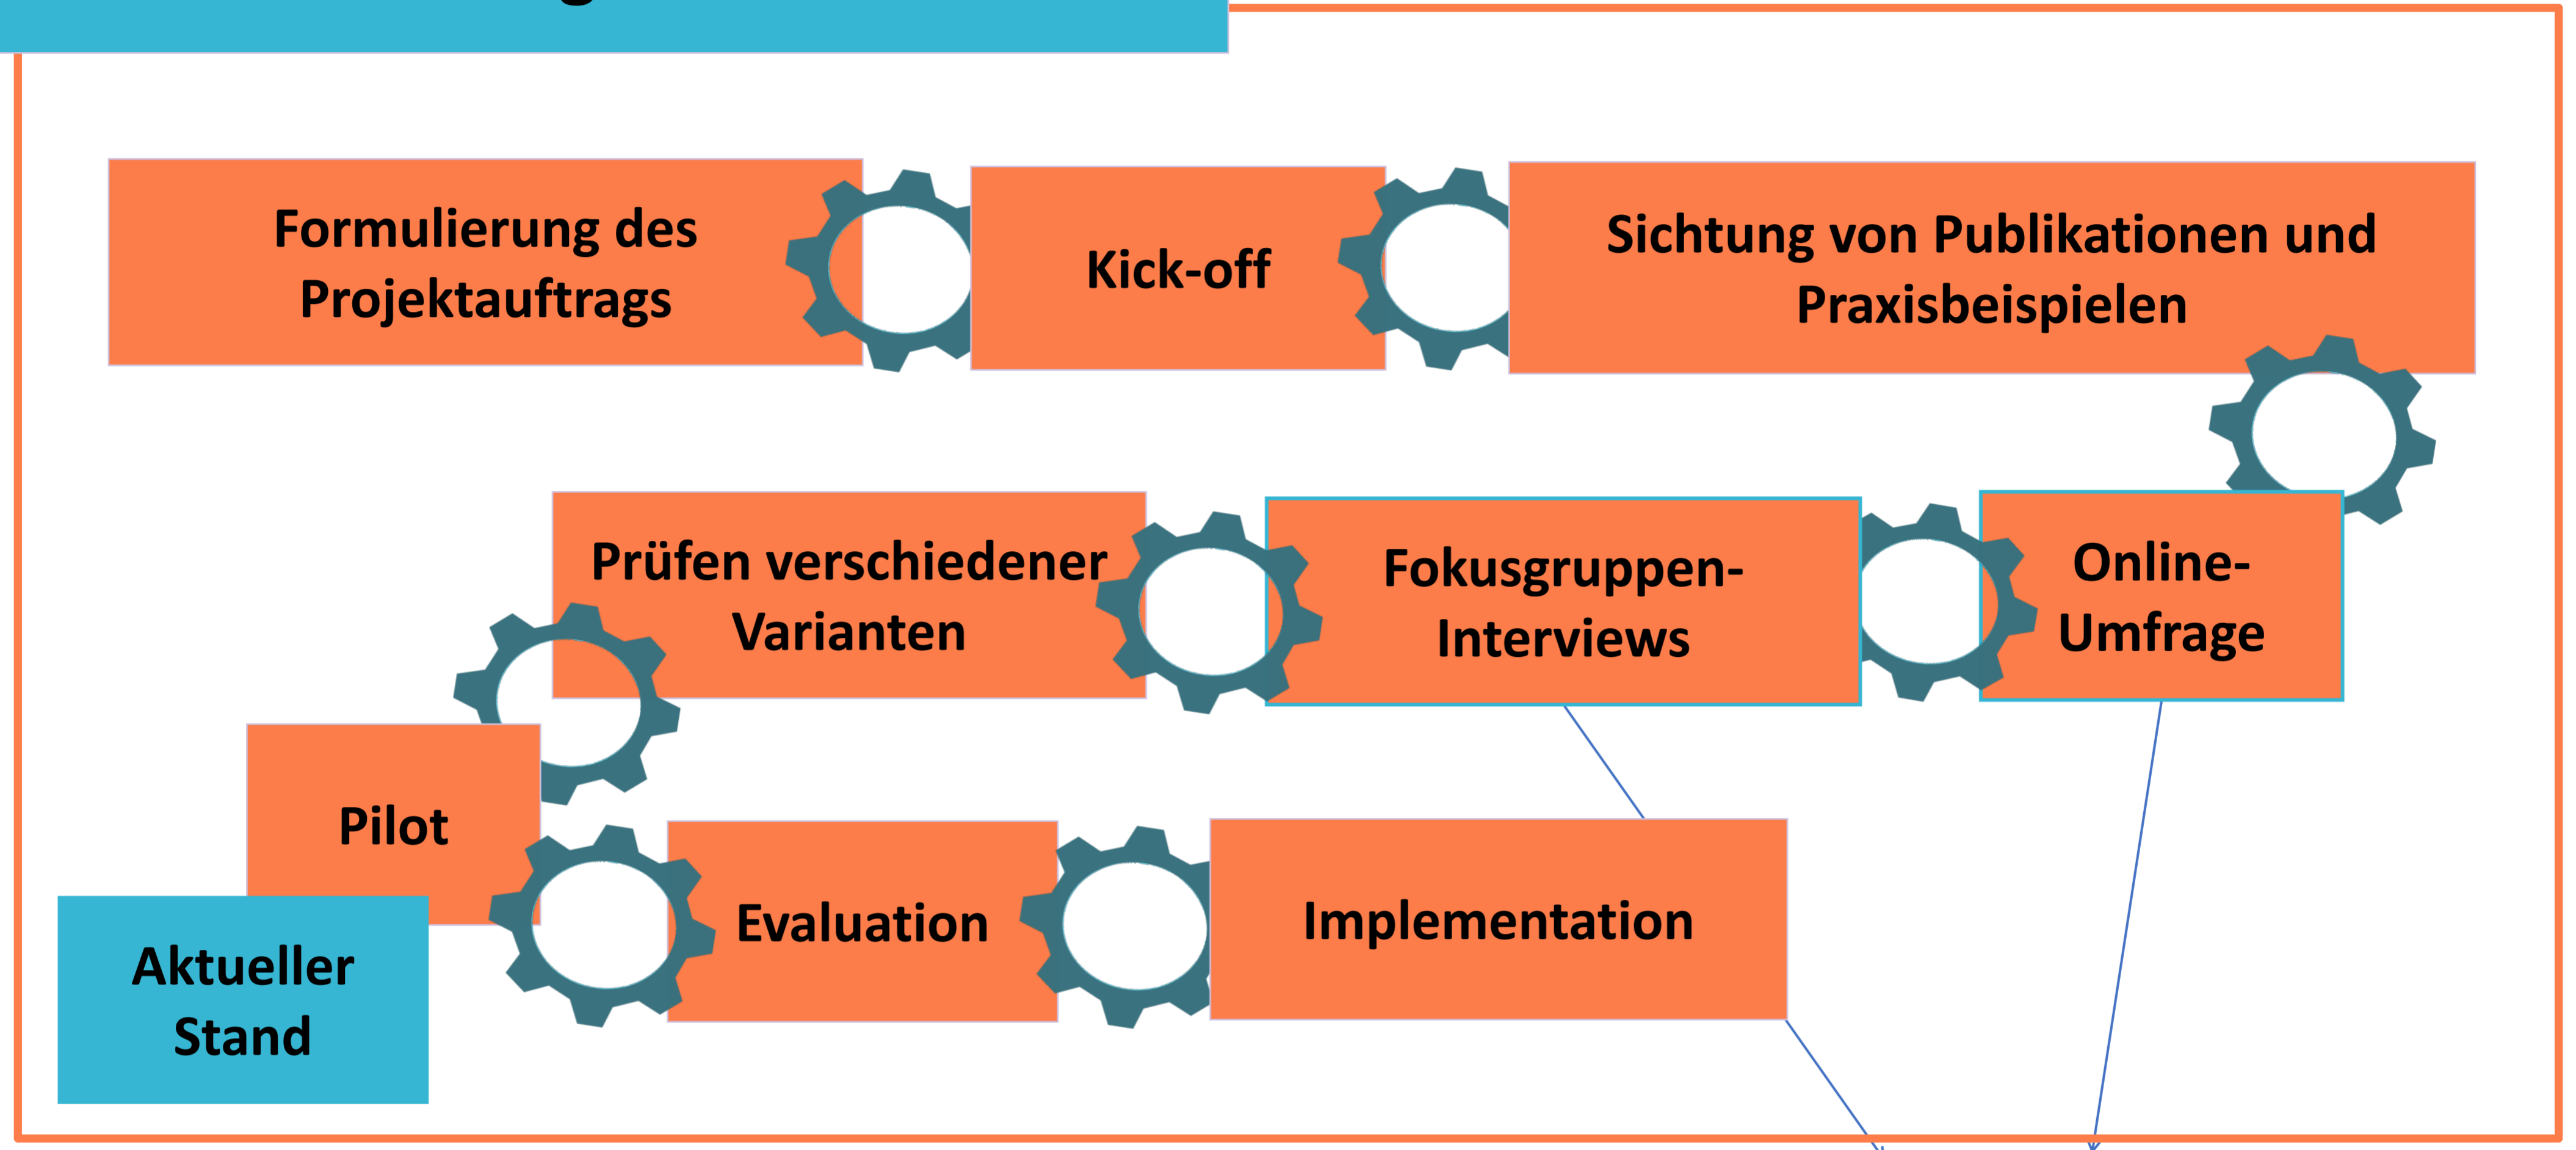 Formulierung des
Projektauftrags
Kick-off
Sichtung von Publikationen und
Praxisbeispielen
Online-
Umfrage
Fokusgruppen-
Interviews
Prüfen verschiedener
Varianten
Pilot
Aktueller
Stand
Evaluation
Implementation